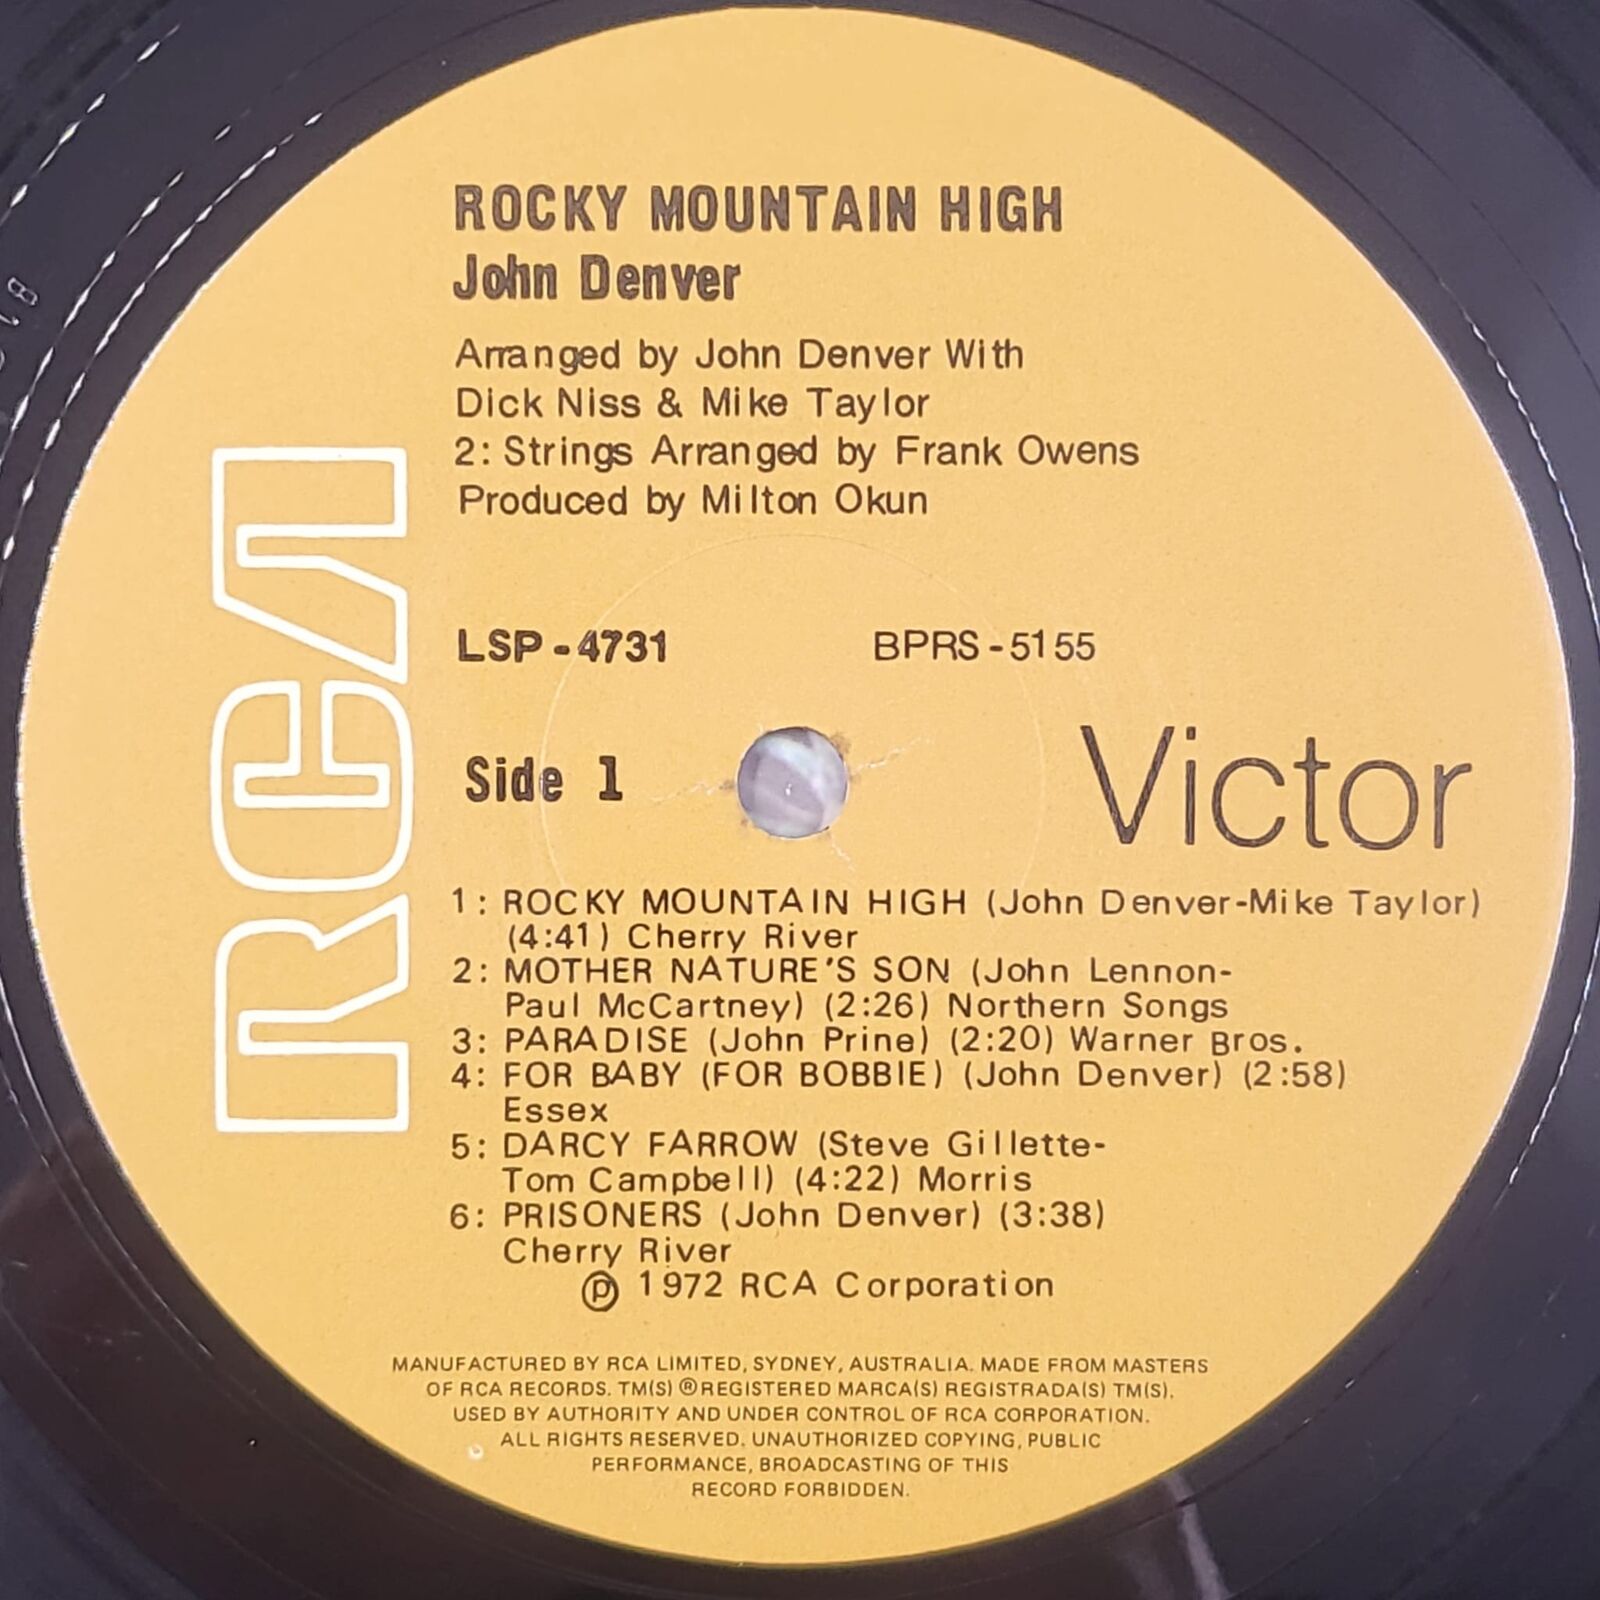 ROCKY MOUNTAIN HIGH
John Denver
Arranged by John Denver With
Dick Niss & Mike Taylor
2: Strings Arranged by Frank Owens
Produced by Milton Okun
LSP-4731 BPRS-5155
Side 1
Victor
RCA
1: ROCKY MOUNTAIN HIGH (John Denver-Mike Taylor)
(4:41) Cherry River
2: MOTHER NATURE'S SON (John Lennon-
Paul McCartney) (2:26) Northern Songs
3: PARADISE (John Prine) (2:20) Warner Bros.
4: FOR BABY (FOR BOBBIE) (John Denver) (2:58)
Essex
5: DARCY FARROW (Steve Gillette-
Tom Campbell) (4:22) Morris
6: PRISONERS (John Denver) (3:38)
Cherry River
℗ 1972 RCA Corporation
MANUFACTURED BY RCA LIMITED, SYDNEY, AUSTRALIA. MADE FROM MASTERS
OF RCA RECORDS. TM(S) ® REGISTERED MARCA(S) REGISTRADA(S) TM(S).
USED BY AUTHORITY AND UNDER CONTROL OF RCA CORPORATION.
ALL RIGHTS RESERVED. UNAUTHORIZED COPYING, PUBLIC
PERFORMANCE, BROADCASTING OF THIS
RECORD FORBIDDEN.